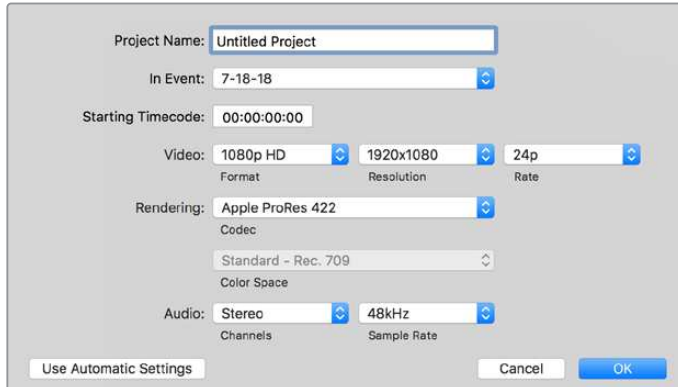 Project Name: Untitled Project
In Event: 7-18-18
Starting Timecode: 00:00:00:00
Video: 1080p HD 1920x1080 24p
Format Resolution Rate
Rendering: Apple ProRes 422
Codec
Standard - Rec. 709
Color Space
Audio: Stereo 48kHz
Channels Sample Rate
Use Automatic Settings Cancel OK